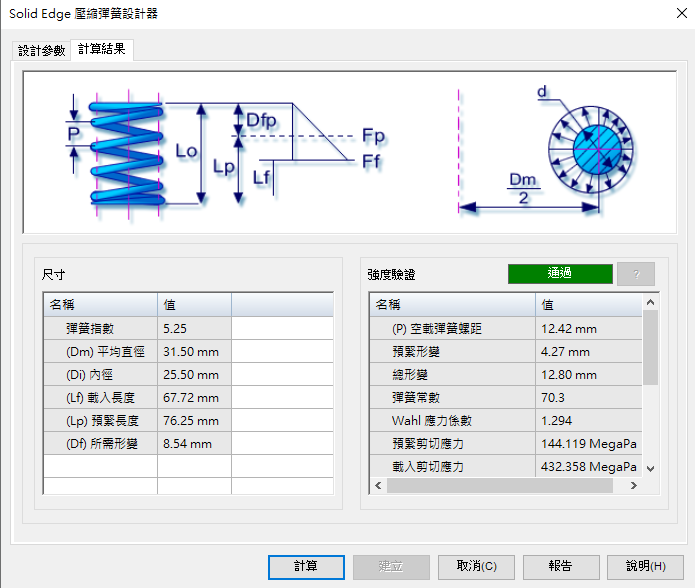 Solid Edge 壓縮彈簧設計器
設計參數 計算結果
P
Lo
Dfp
Lp
Lf
Fp
Ff
d
Dm
2
尺寸
名稱 值
彈簧指數 5.25
(Dm) 平均直徑 31.50 mm
(Di) 內徑 25.50 mm
(Lf) 載入長度 67.72 mm
(Lp) 預緊長度 76.25 mm
(Df) 所需形變 8.54 mm
強度驗證 通過 ?
名稱 值
(P) 空載彈簧螺距 12.42 mm
預緊形變 4.27 mm
總形變 12.80 mm
彈簧常數 70.3
Wahl 應力係數 1.294
預緊剪切應力 144.119 MegaPa
載入剪切應力 432.358 MegaPa
計算 建立 取消(C) 報告 說明(H)